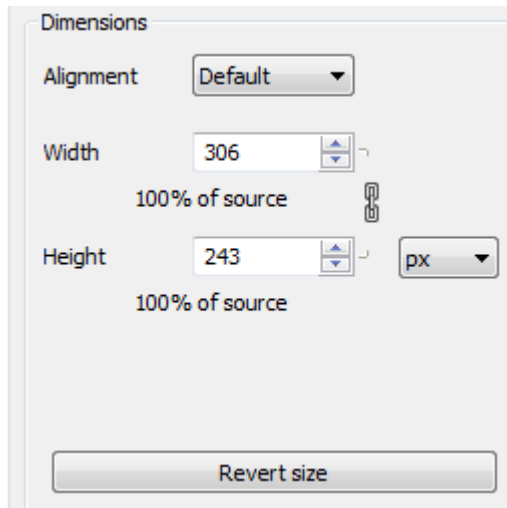 Dimensions
Alignment Default
Width 306
100% of source
Height 243 px
100% of source
Revert size